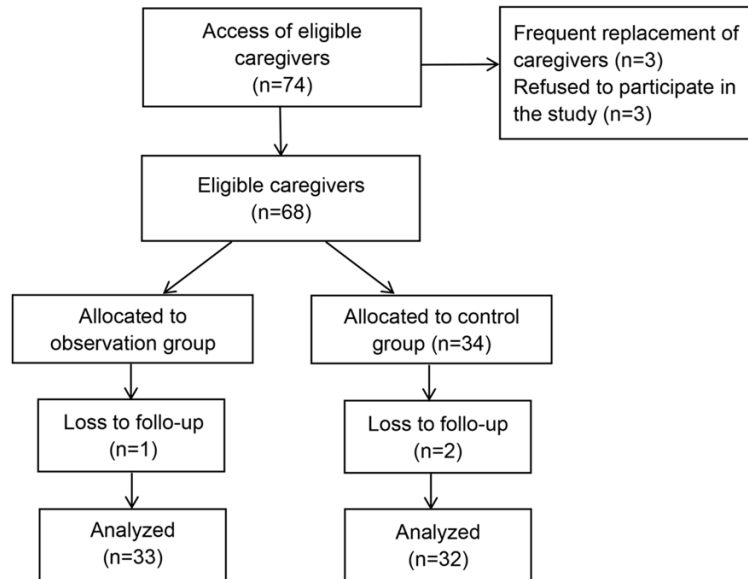 Access of eligible
caregivers
(n=74)
Frequent replacement of
caregivers (n=3)
Refused to participate in
the study (n=3)
Eligible caregivers
(n=68)
Allocated to
observation group
Allocated to control
group (n=34)
Loss to follo-up
(n=1)
Loss to follo-up
(n=2)
Analyzed
(n=33)
Analyzed
(n=32)